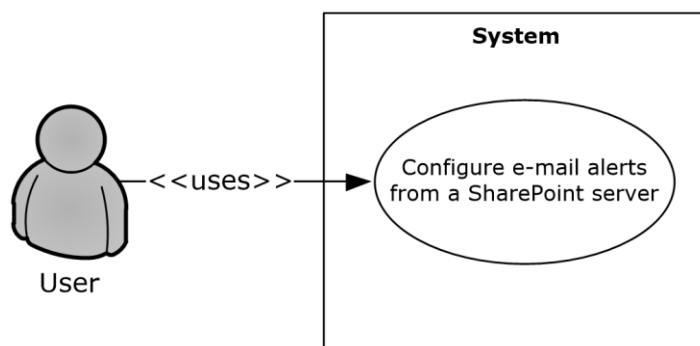 System
<<uses>>
Configure e-mail alerts
from a SharePoint server
User